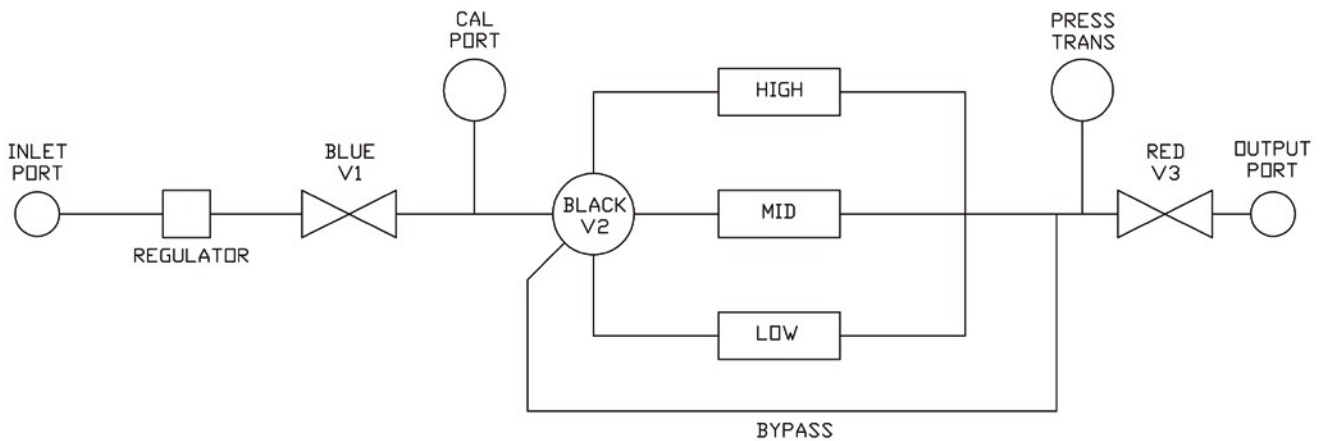 CAL
PORT
PRESS
TRANS
HIGH
INLET
PORT
BLUE
V1
RED
V3
OUTPUT
PORT
BLACK
V2
MID
REGULATOR
LOW
BYPASS